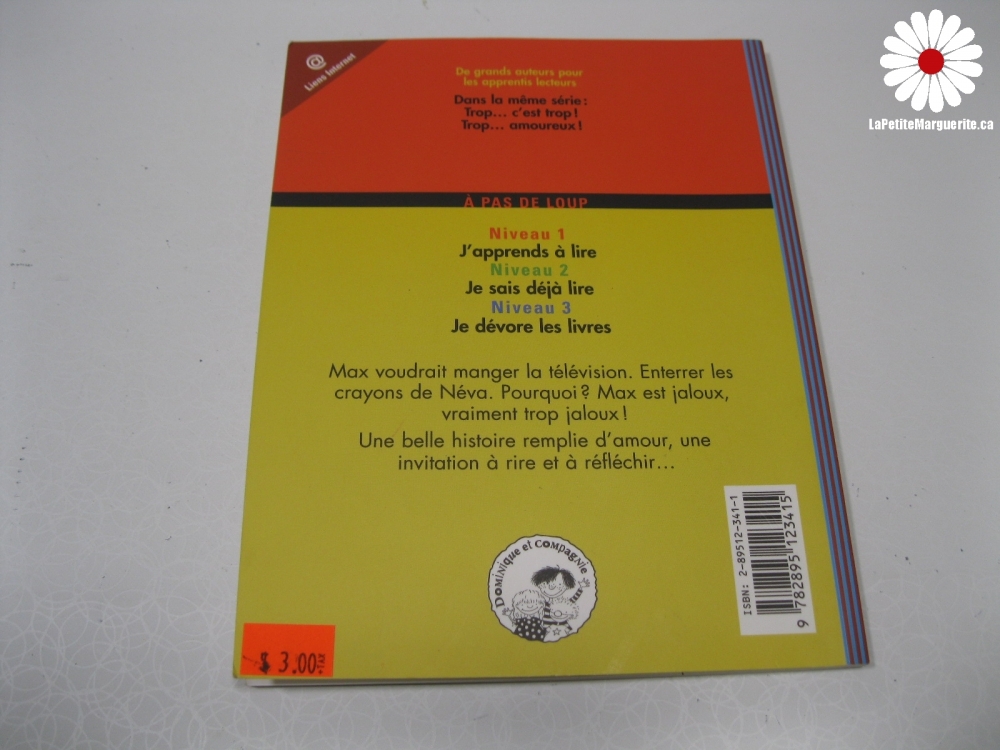 @
Liens Internet
De grands auteurs pour
les apprentis lecteurs
Dans la même série :
Trop... c'est trop !
Trop... amoureux !
À PAS DE LOUP
Niveau 1
J'apprends à lire
Niveau 2
Je sais déjà lire
Niveau 3
Je dévore les livres
Max voudrait manger la télévision. Enterrer les
crayons de Néva. Pourquoi ? Max est jaloux,
vraiment trop jaloux !
Une belle histoire remplie d'amour, une
invitation à rire et à réfléchir...
DOMINIQUE ET COMPAGNIE
ISBN: 2-89512-341-1
9 782895 123415
$ 3.00+TAX
LaPetiteMarguerite.ca